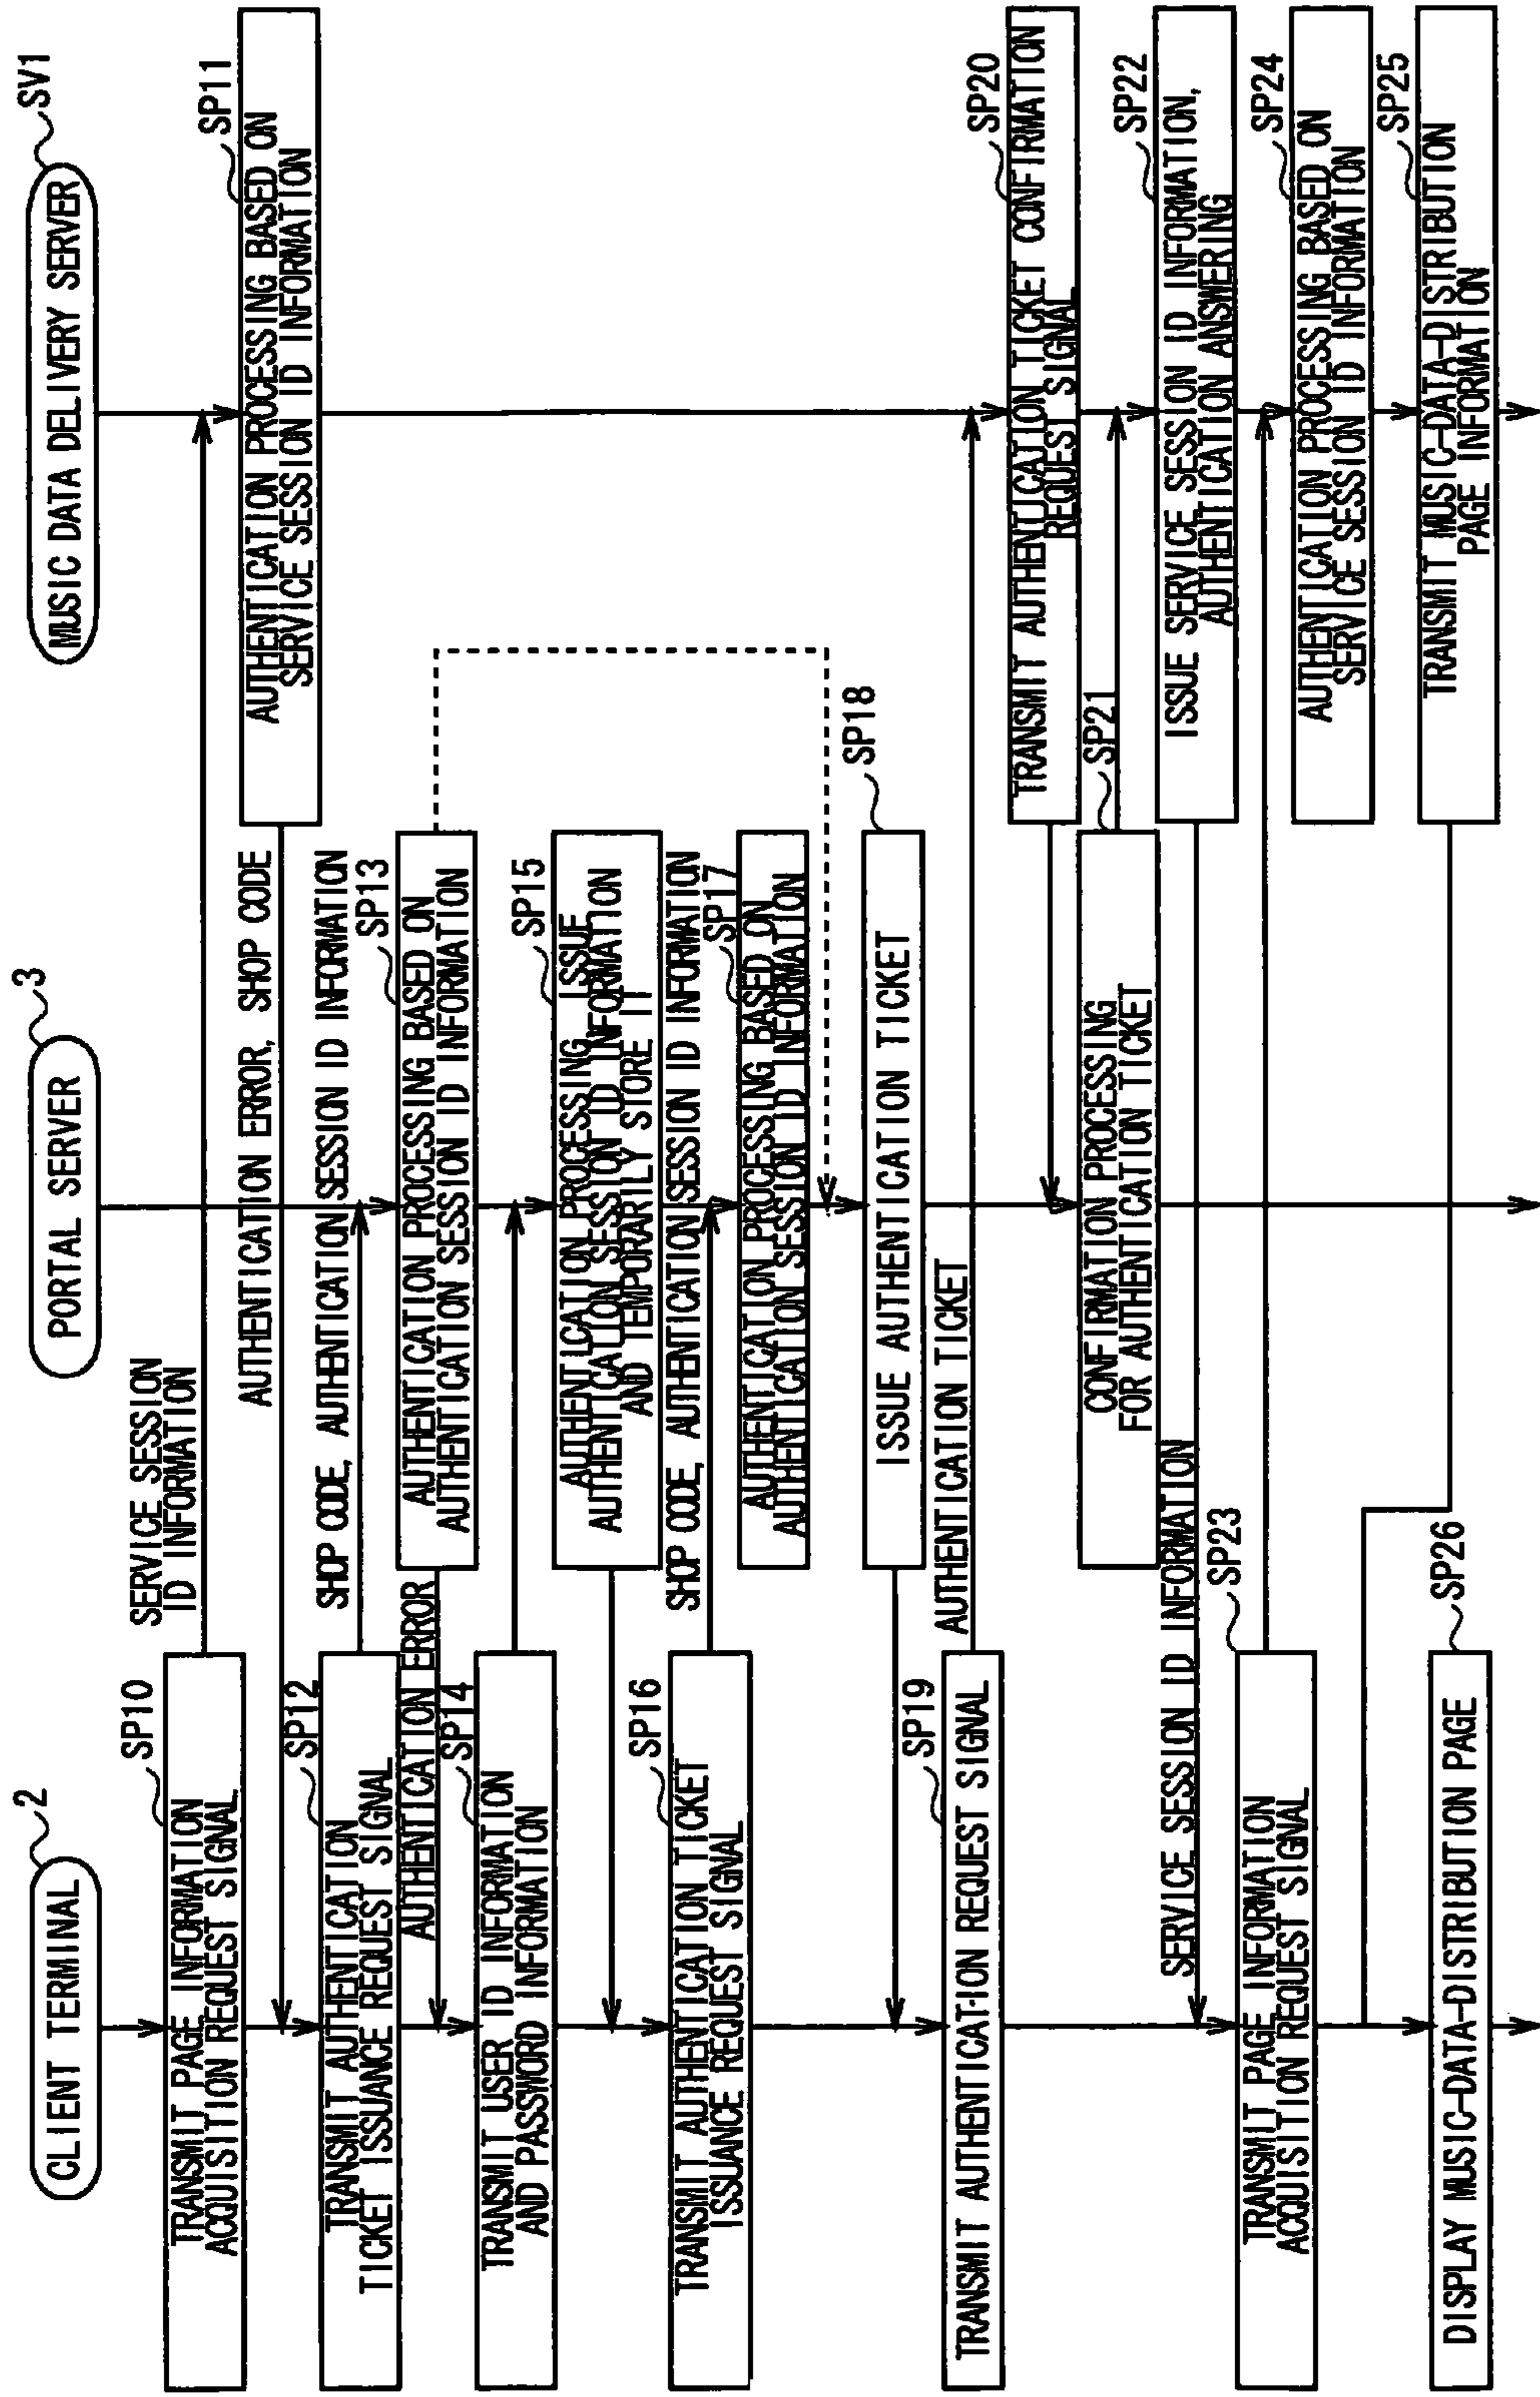 CLIENT TERMINAL
2
PORTAL SERVER
3
MUSIC DATA DELIVERY SERVER
SV1
SP10
TRANSMIT PAGE INFORMATION
ACQUISITION REQUEST SIGNAL
SERVICE SESSION
ID INFORMATION
SP11
AUTHENTICATION PROCESSING BASED ON
SERVICE SESSION ID INFORMATION
AUTHENTICATION ERROR, SHOP CODE
SP12
TRANSMIT AUTHENTICATION
TICKET ISSUANCE REQUEST SIGNAL
SHOP CODE, AUTHENTICATION SESSION ID INFORMATION
SP13
AUTHENTICATION PROCESSING BASED ON
AUTHENTICATION SESSION ID INFORMATION
AUTHENTICATION ERROR
SP14
TRANSMIT USER ID INFORMATION
AND PASSWORD INFORMATION
SP15
AUTHENTICATION PROCESSING, ISSUE
AUTHENTICATION SESSION ID INFORMATION
AND TEMPORARILY STORE IT
SP16
TRANSMIT AUTHENTICATION TICKET
ISSUANCE REQUEST SIGNAL
SHOP CODE, AUTHENTICATION SESSION ID INFORMATION
SP17
AUTHENTICATION PROCESSING BASED ON
AUTHENTICATION SESSION ID INFORMATION
SP18
ISSUE AUTHENTICATION TICKET
SP19
TRANSMIT AUTHENTICATION REQUEST SIGNAL
AUTHENTICATION TICKET
SP20
TRANSMIT AUTHENTICATION TICKET CONFIRMATION
REQUEST SIGNAL
SP21
CONFIRMATION PROCESSING
FOR AUTHENTICATION TICKET
SP22
ISSUE SERVICE SESSION ID INFORMATION,
AUTHENTICATION ANSWERING
SERVICE SESSION ID INFORMATION
SP23
TRANSMIT PAGE INFORMATION
ACQUISITION REQUEST SIGNAL
SP24
AUTHENTICATION PROCESSING BASED ON
SERVICE SESSION ID INFORMATION
SP25
TRANSMIT MUSIC-DATA-DISTRIBUTION
PAGE INFORMATION
SP26
DISPLAY MUSIC-DATA-DISTRIBUTION PAGE